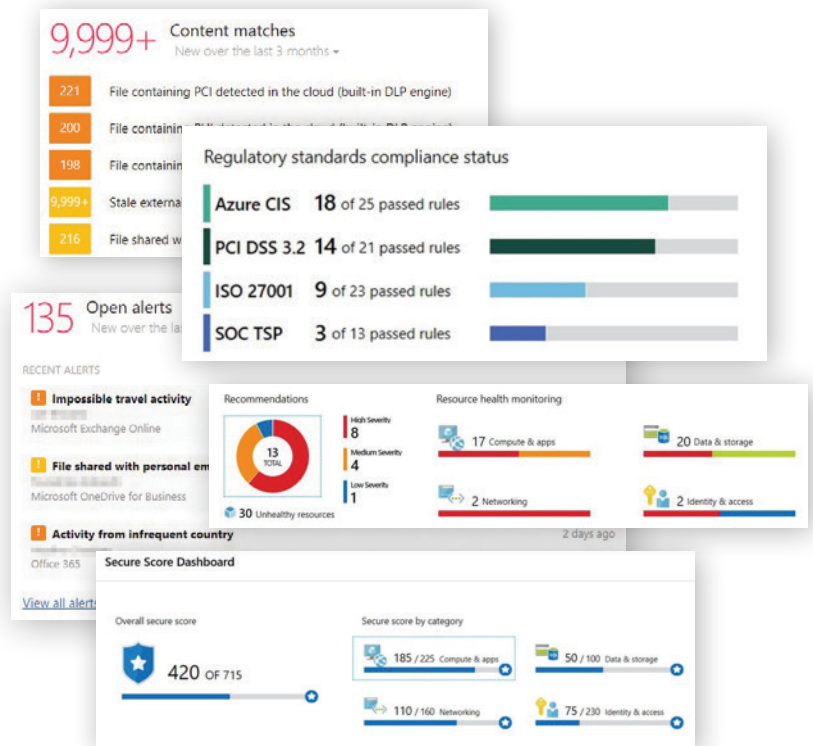 9,999+ Content matches
New over the last 3 months
221 File containing PCI detected in the cloud (built-in DLP engine)
200 File containing
198 File containin
9,999+ Stale externa
216 File shared w
Regulatory standards compliance status
Azure CIS 18 of 25 passed rules
PCI DSS 3.2 14 of 21 passed rules
ISO 27001 9 of 23 passed rules
SOC TSP 3 of 13 passed rules
135 Open alerts
New over the la
RECENT ALERTS
! Impossible travel activity
Microsoft Exchange Online
! File shared with personal em
Microsoft OneDrive for Business
! Activity from infrequent country
2 days ago
Office 365
View all alerts
Recommendations
13
TOTAL
High Severity
8
Medium Severity
4
Low Severity
1
30 Unhealthy resources
Resource health monitoring
17 Compute & apps
20 Data & storage
2 Networking
2 Identity & access
Secure Score Dashboard
Overall secure score
420 OF 715
Secure score by category
185 / 225 Compute & apps
50 / 100 Data & storage
110 / 160 Networking
75 / 230 Identity & access